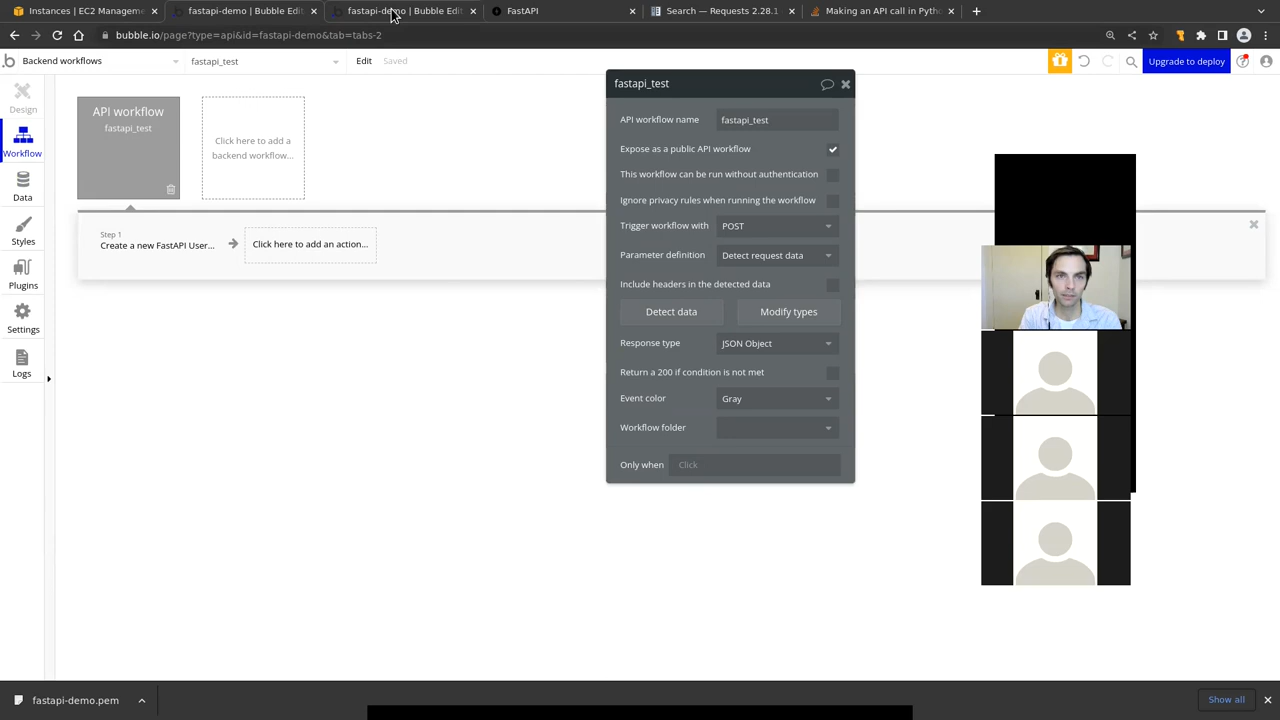 Instances | EC2 Manageme
fastapi-demo | Bubble Edit
fastapi-demo | Bubble Edit
FastAPI
Search — Requests 2.28.1
Making an API call in Pytho
bubble.io/page?type=api&id=fastapi-demo&tab=tabs-2
Backend workflows
fastapi_test
Edit
Saved
Upgrade to deploy
Design
Workflow
Data
Styles
Plugins
Settings
Logs
API workflow
fastapi_test
Click here to add a
backend workflow...
Step 1
Create a new FastAPI User...
Click here to add an action...
fastapi_test
API workflow name
fastapi_test
Expose as a public API workflow
This workflow can be run without authentication
Ignore privacy rules when running the workflow
Trigger workflow with
POST
Parameter definition
Detect request data
Include headers in the detected data
Detect data
Modify types
Response type
JSON Object
Return a 200 if condition is not met
Event color
Gray
Workflow folder
Only when
Click
fastapi-demo.pem
Show all